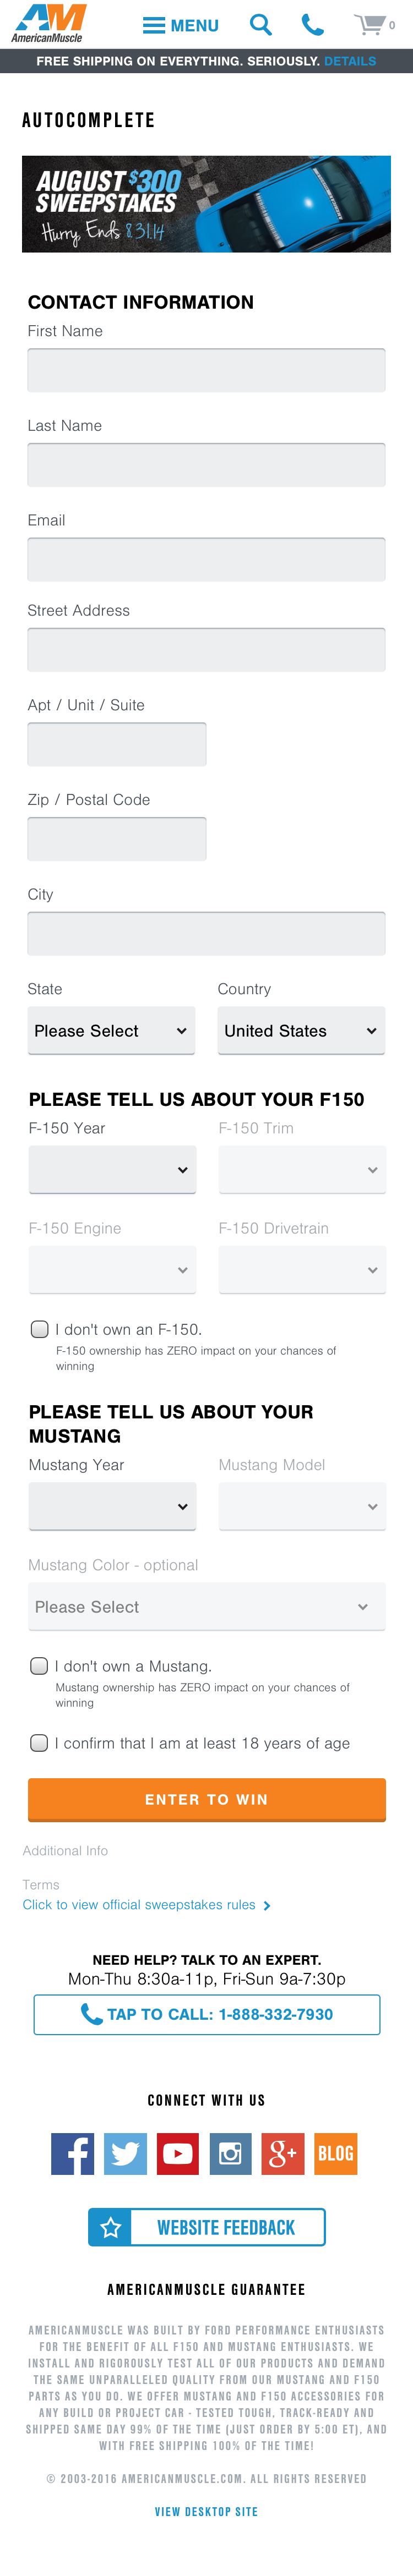 AM
AmericanMuscle
MENU
0
FREE SHIPPING ON EVERYTHING. SERIOUSLY. DETAILS
AUTOCOMPLETE
AUGUST $300
SWEEPSTAKES
Hurry, Ends 8.31.14
CONTACT INFORMATION
First Name
Last Name
Email
Street Address
Apt / Unit / Suite
Zip / Postal Code
City
State Country
Please Select United States
PLEASE TELL US ABOUT YOUR F150
F-150 Year F-150 Trim
F-150 Engine F-150 Drivetrain
I don't own an F-150.
F-150 ownership has ZERO impact on your chances of
winning
PLEASE TELL US ABOUT YOUR
MUSTANG
Mustang Year Mustang Model
Mustang Color - optional
Please Select
I don't own a Mustang.
Mustang ownership has ZERO impact on your chances of
winning
I confirm that I am at least 18 years of age
ENTER TO WIN
Additional Info
Terms
Click to view official sweepstakes rules
NEED HELP? TALK TO AN EXPERT.
Mon-Thu 8:30a-11p, Fri-Sun 9a-7:30p
TAP TO CALL: 1-888-332-7930
CONNECT WITH US
f g+ BLOG
WEBSITE FEEDBACK
AMERICANMUSCLE GUARANTEE
AMERICANMUSCLE WAS BUILT BY FORD PERFORMANCE ENTHUSIASTS
FOR THE BENEFIT OF ALL F150 AND MUSTANG ENTHUSIASTS. WE
INSTALL AND RIGOROUSLY TEST ALL OF OUR PRODUCTS AND DEMAND
THE SAME UNPARALLELED QUALITY FROM OUR MUSTANG AND F150
PARTS AS YOU DO. WE OFFER MUSTANG AND F150 ACCESSORIES FOR
ANY BUILD OR PROJECT CAR - TESTED TOUGH, TRACK-READY AND
SHIPPED SAME DAY 99% OF THE TIME (JUST ORDER BY 5:00 ET), AND
WITH FREE SHIPPING 100% OF THE TIME!
© 2003-2016 AMERICANMUSCLE.COM. ALL RIGHTS RESERVED
VIEW DESKTOP SITE